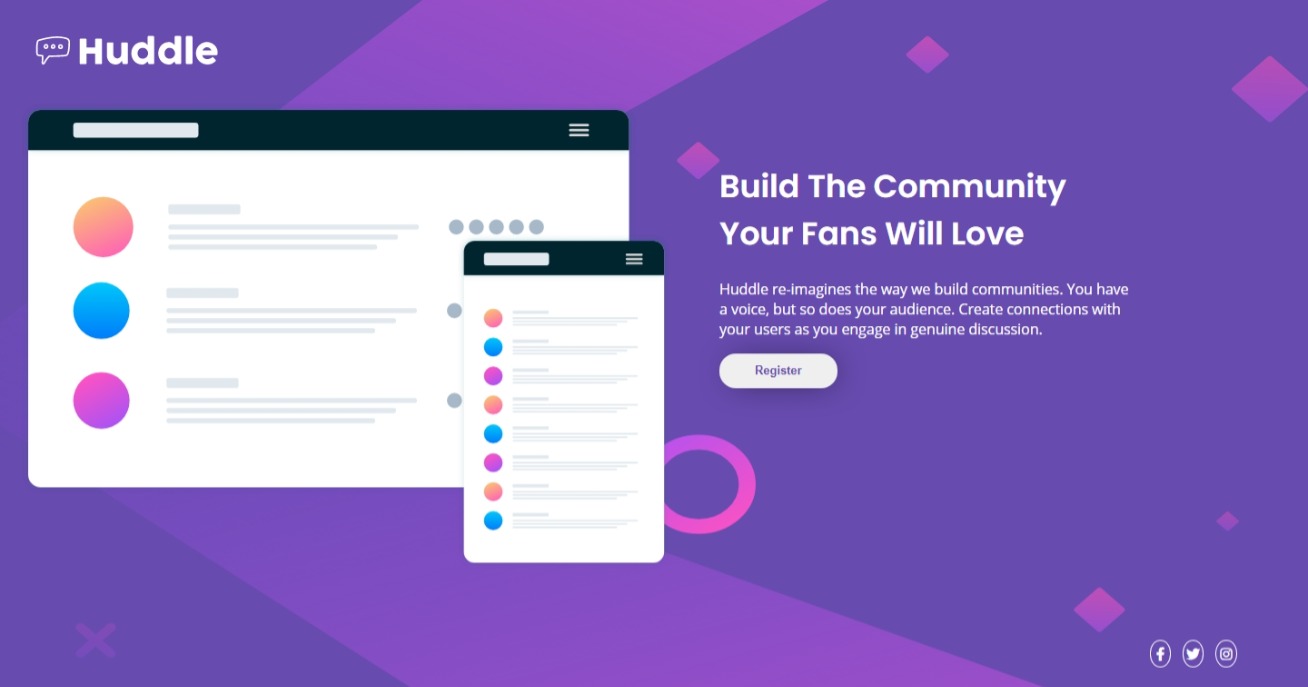 Huddle
Build The Community
Your Fans Will Love
Huddle re-imagines the way we build communities. You have
a voice, but so does your audience. Create connections with
your users as you engage in genuine discussion.
Register